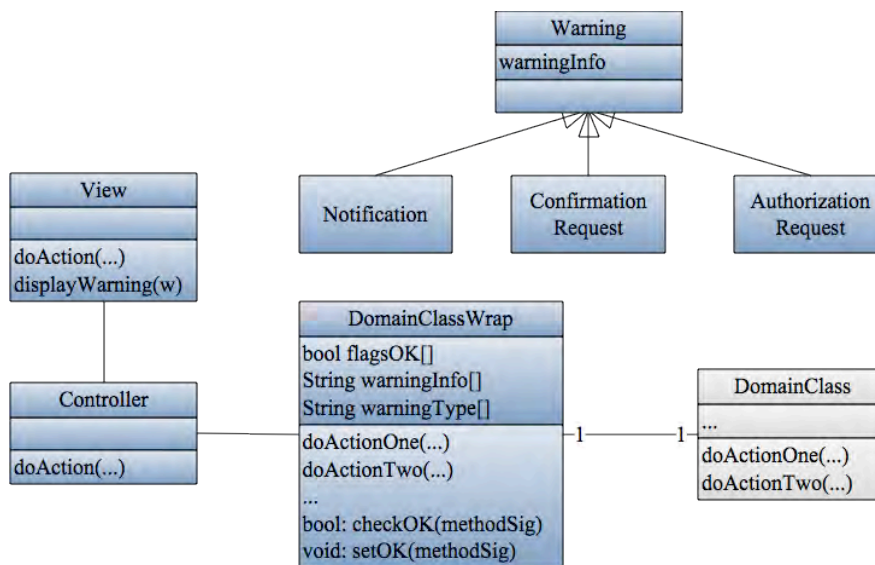 Warning
warningInfo
Notification
Confirmation
Request
Authorization
Request
View
doAction(...)
displayWarning(w)
Controller
doAction(...)
DomainClassWrap
bool flagsOK[]
String warningInfo[]
String warningType[]
doActionOne(...)
doActionTwo(...)
...
bool: checkOK(methodSig)
void: setOK(methodSig)
1
1
DomainClass
...
doActionOne(...)
doActionTwo(...)